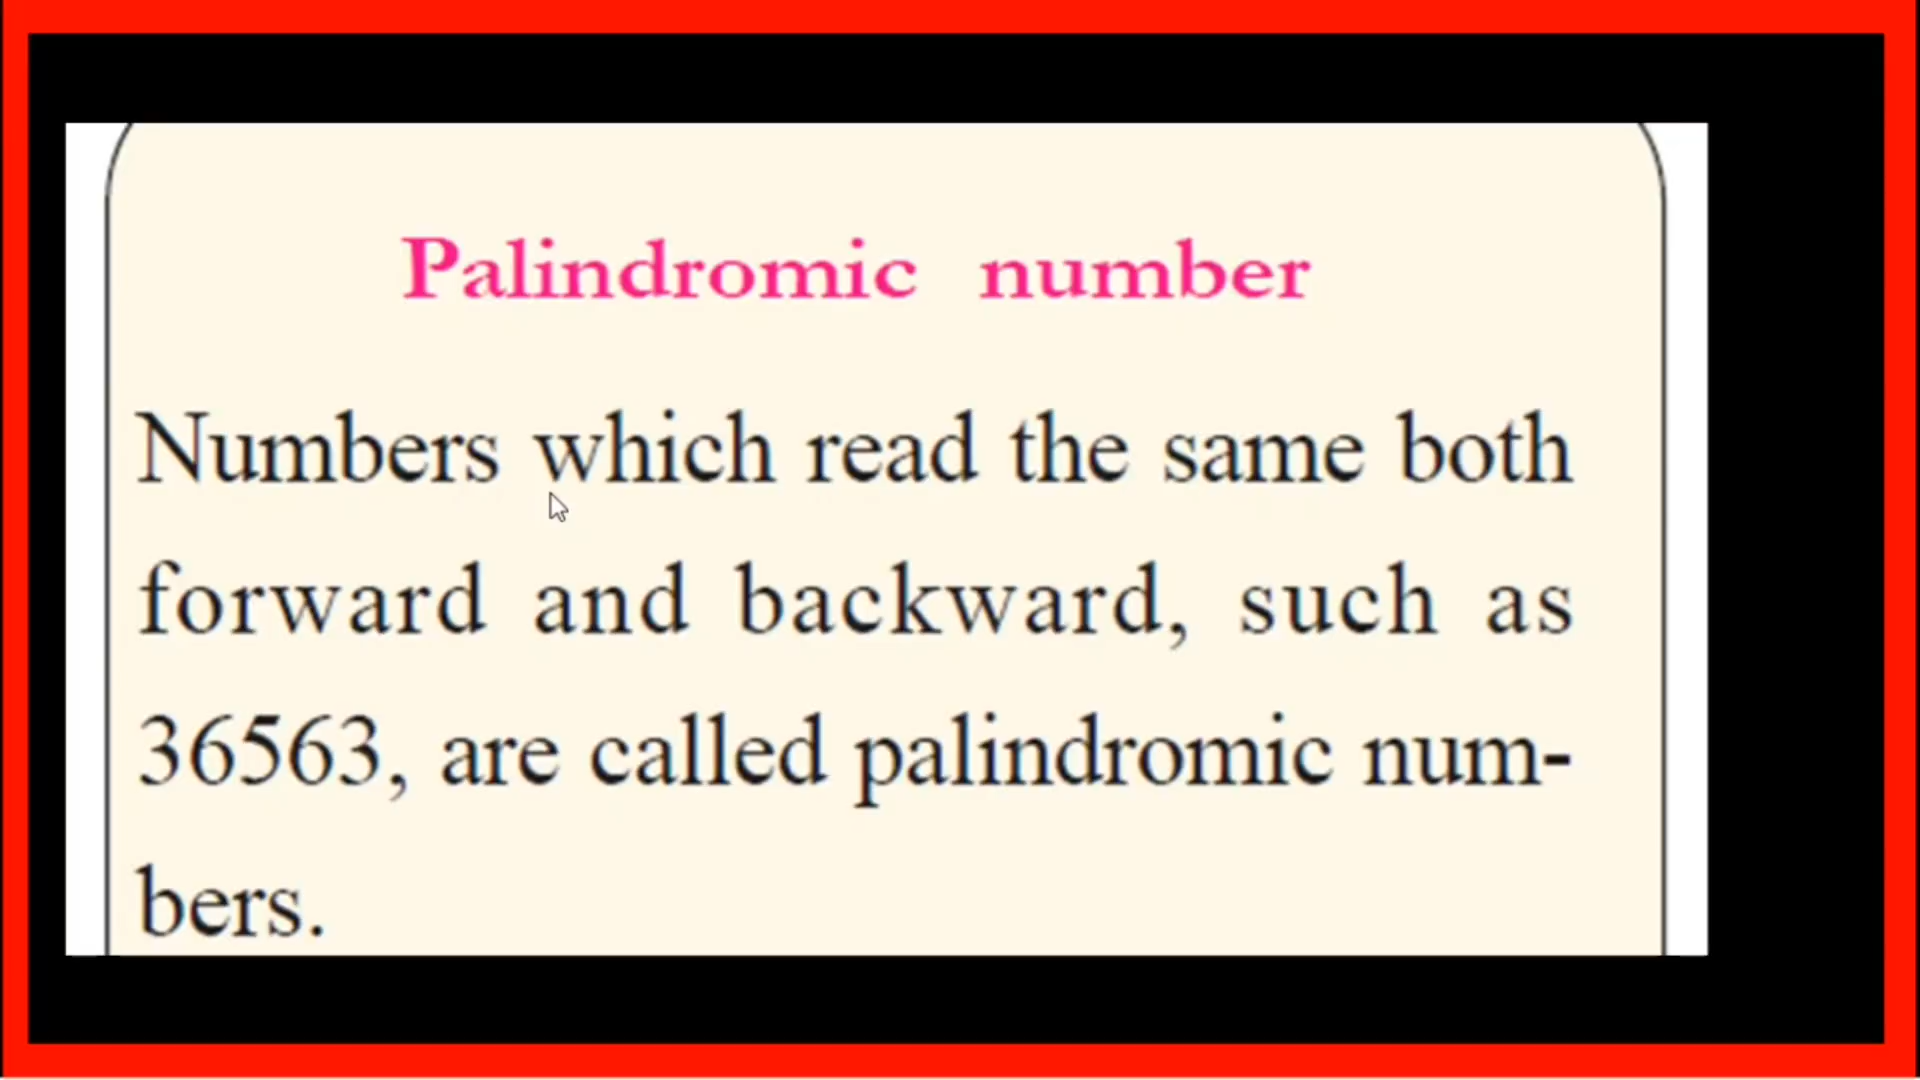 Palindromic number
Numbers which read the same both
forward and backward, such as
36563, are called palindromic num-
bers.